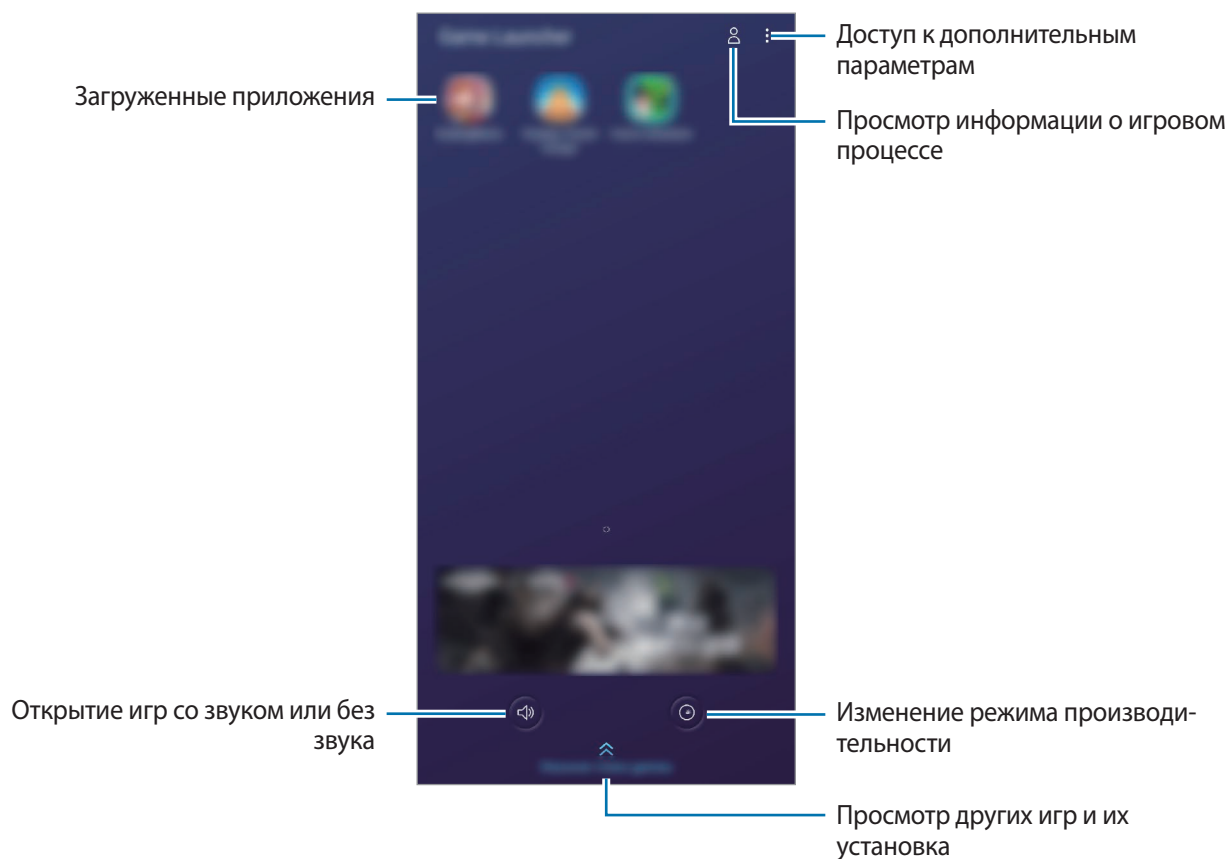 Game Launcher
Доступ к дополнительным
параметрам
Загруженные приложения
Просмотр информации о игровом
процессе
Открытие игр со звуком или без
звука
Изменение режима производи-
тельности
Просмотр других игр и их
установка